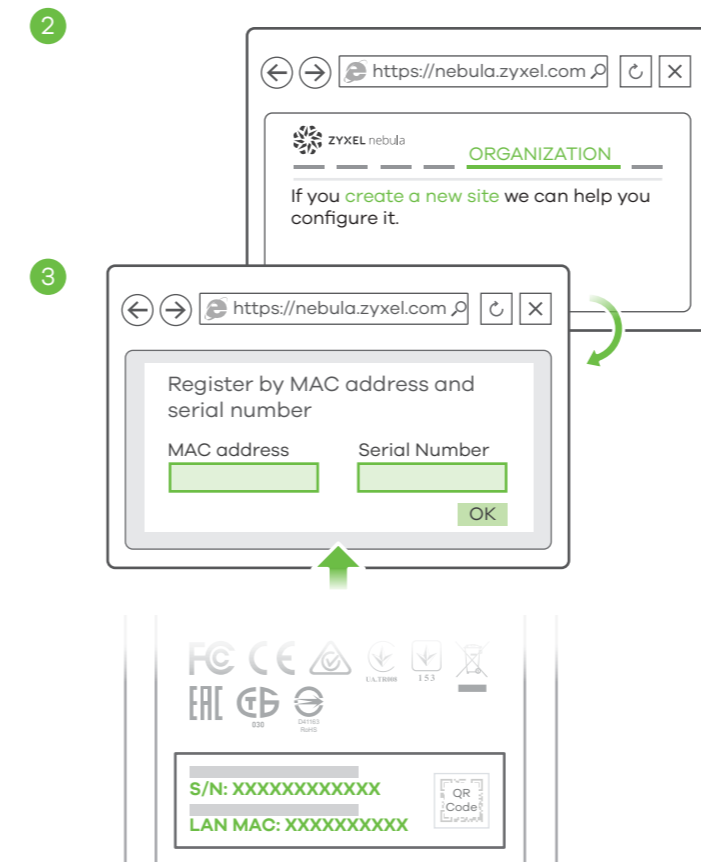 2
https://nebula.zyxel.com
ZYXEL nebula
ORGANIZATION
If you create a new site we can help you
configure it.
3
https://nebula.zyxel.com
Register by MAC address and
serial number
MAC address Serial Number
OK
FC CE UA.TR008 153
EAC 030 D41163
RoHS
S/N: XXXXXXXXXXXX
QR
Code
LAN MAC: XXXXXXXXXX